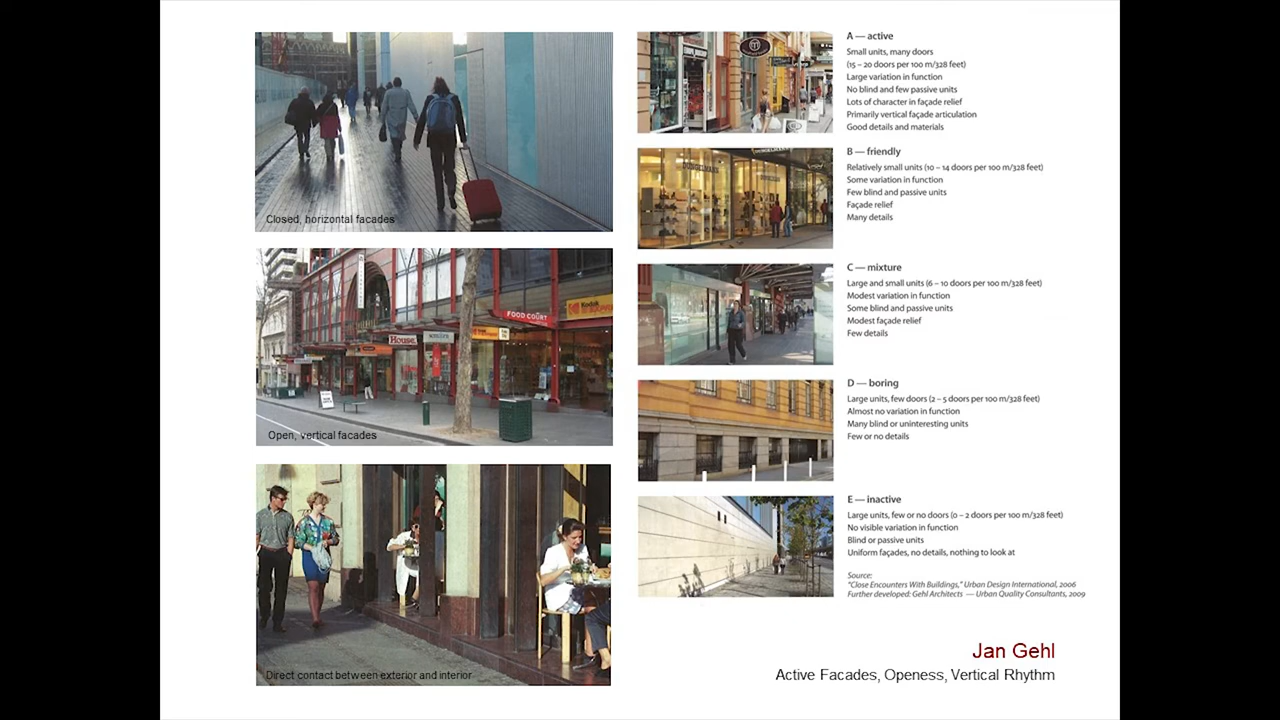 Closed, horizontal facades
FOOD COURT
Kodak
House.
Open, vertical facades
Direct contact between exterior and interior
A — active
Small units, many doors
(15 – 20 doors per 100 m/328 feet)
Large variation in function
No blind and few passive units
Lots of character in façade relief
Primarily vertical façade articulation
Good details and materials
B — friendly
Relatively small units (10 – 14 doors per 100 m/328 feet)
Some variation in function
Few blind and passive units
Façade relief
Many details
C — mixture
Large and small units (6 – 10 doors per 100 m/328 feet)
Modest variation in function
Some blind and passive units
Modest façade relief
Few details
D — boring
Large units, few doors (2 – 5 doors per 100 m/328 feet)
Almost no variation in function
Many blind or uninteresting units
Few or no details
E — inactive
Large units, few or no doors (0 – 2 doors per 100 m/328 feet)
No visible variation in function
Blind or passive units
Uniform façades, no details, nothing to look at
Source:
"Close Encounters With Buildings," Urban Design International, 2006
Further developed: Gehl Architects — Urban Quality Consultants, 2009
Jan Gehl
Active Facades, Openess, Vertical Rhythm